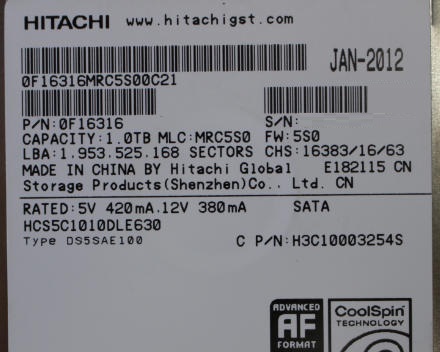 HITACHI www.hitachigst.com
JAN-2012
0F16316MRC5S00C21
P/N:0F16316 S/N:
CAPACITY:1.0TB MLC:MRC5S0 FW:5S0
LBA:1.953.525.168 SECTORS CHS:16383/16/63
MADE IN CHINA BY Hitachi Global E182115 CN
Storage Products(Shenzhen)Co.. Ltd. CN
RATED:5V 420mA.12V 380mA SATA
HCS5C1010DLE630
Type DS5SAE100 C P/N:H3C10003254S
ADVANCED
AF
FORMAT
CoolSpin
TECHNOLOGY